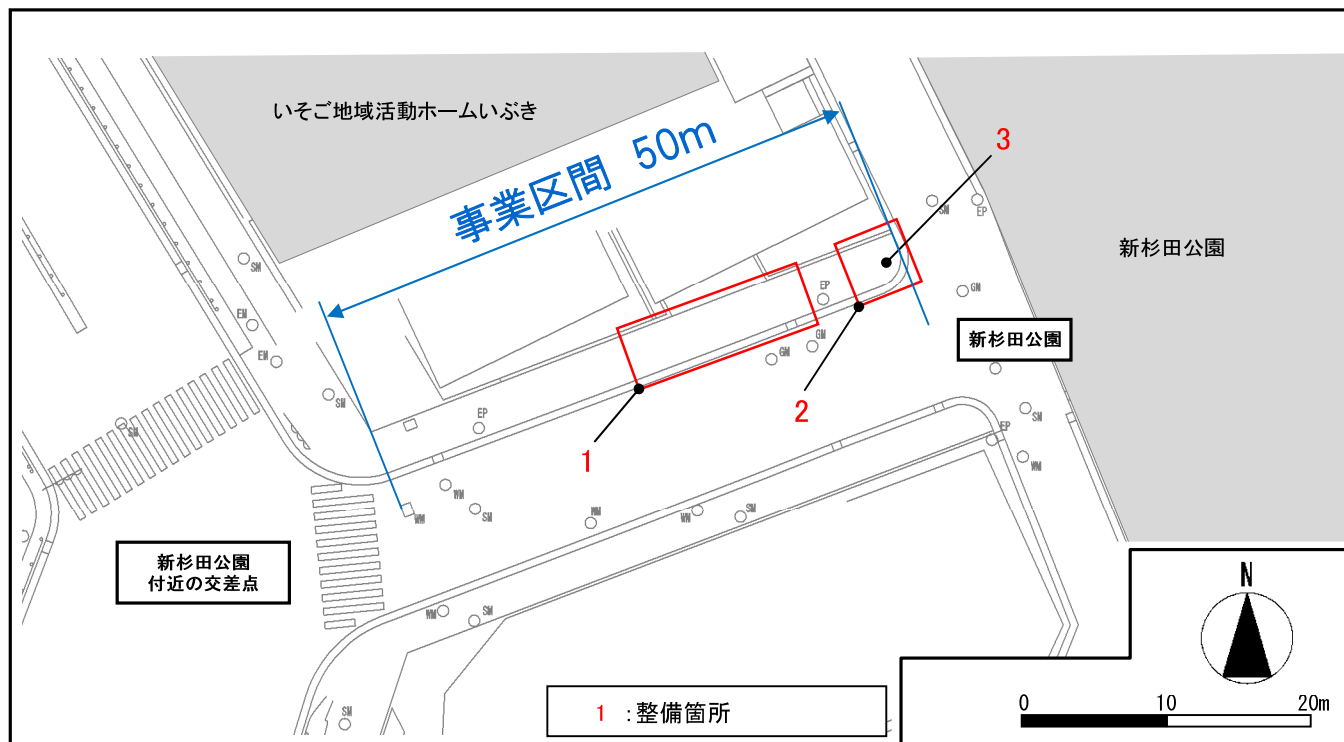 いそご地域活動ホームいぶき
事業区間 50m
3
SM
EP
新杉田公園
SM
EP
GM
EM
EM
GM
GM
新杉田公園
SM
2
SM
EP
SM
1
EP
WM
WM
WM
SM
WM
WM
SM
新杉田公園
付近の交差点
WM
SM
SM
N
1 :整備箇所
0 10 20m